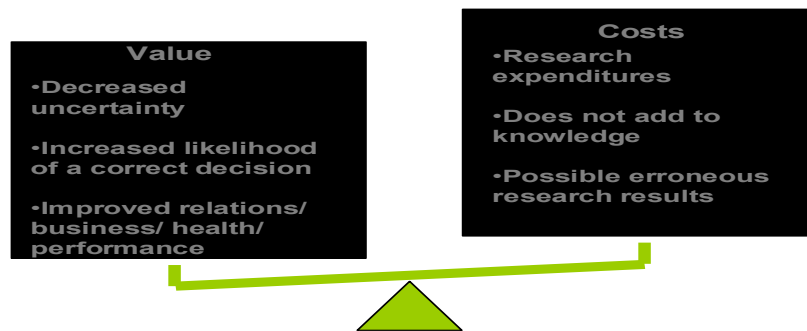 Value
•Decreased
uncertainty
•Increased likelihood
of a correct decision
•Improved relations/
business/ health/
performance
Costs
•Research
expenditures
•Does not add to
knowledge
•Possible erroneous
research results